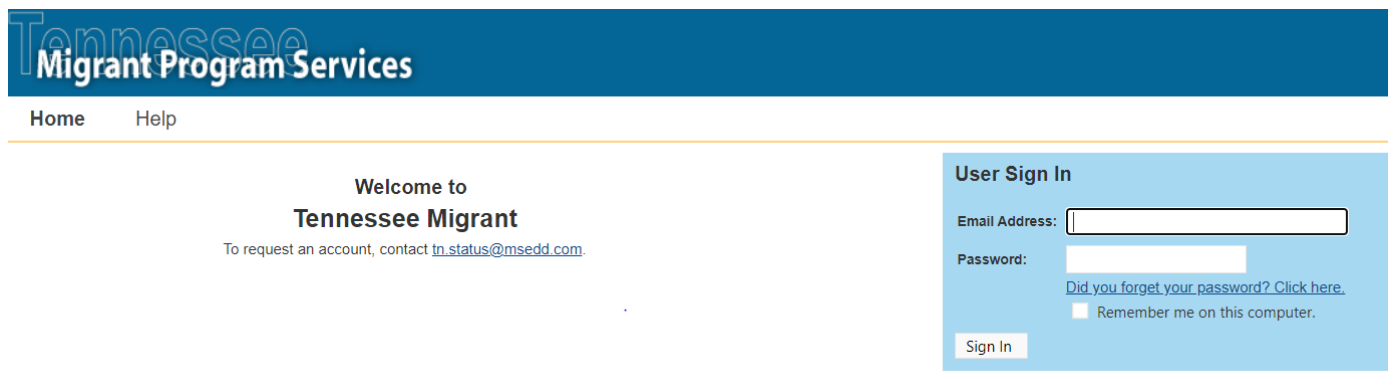 Tennessee
Migrant Program Services
Home Help
Welcome to
Tennessee Migrant
To request an account, contact tn.status@msedd.com.
User Sign In
Email Address:
Password:
Did you forget your password? Click here.
Remember me on this computer.
Sign In